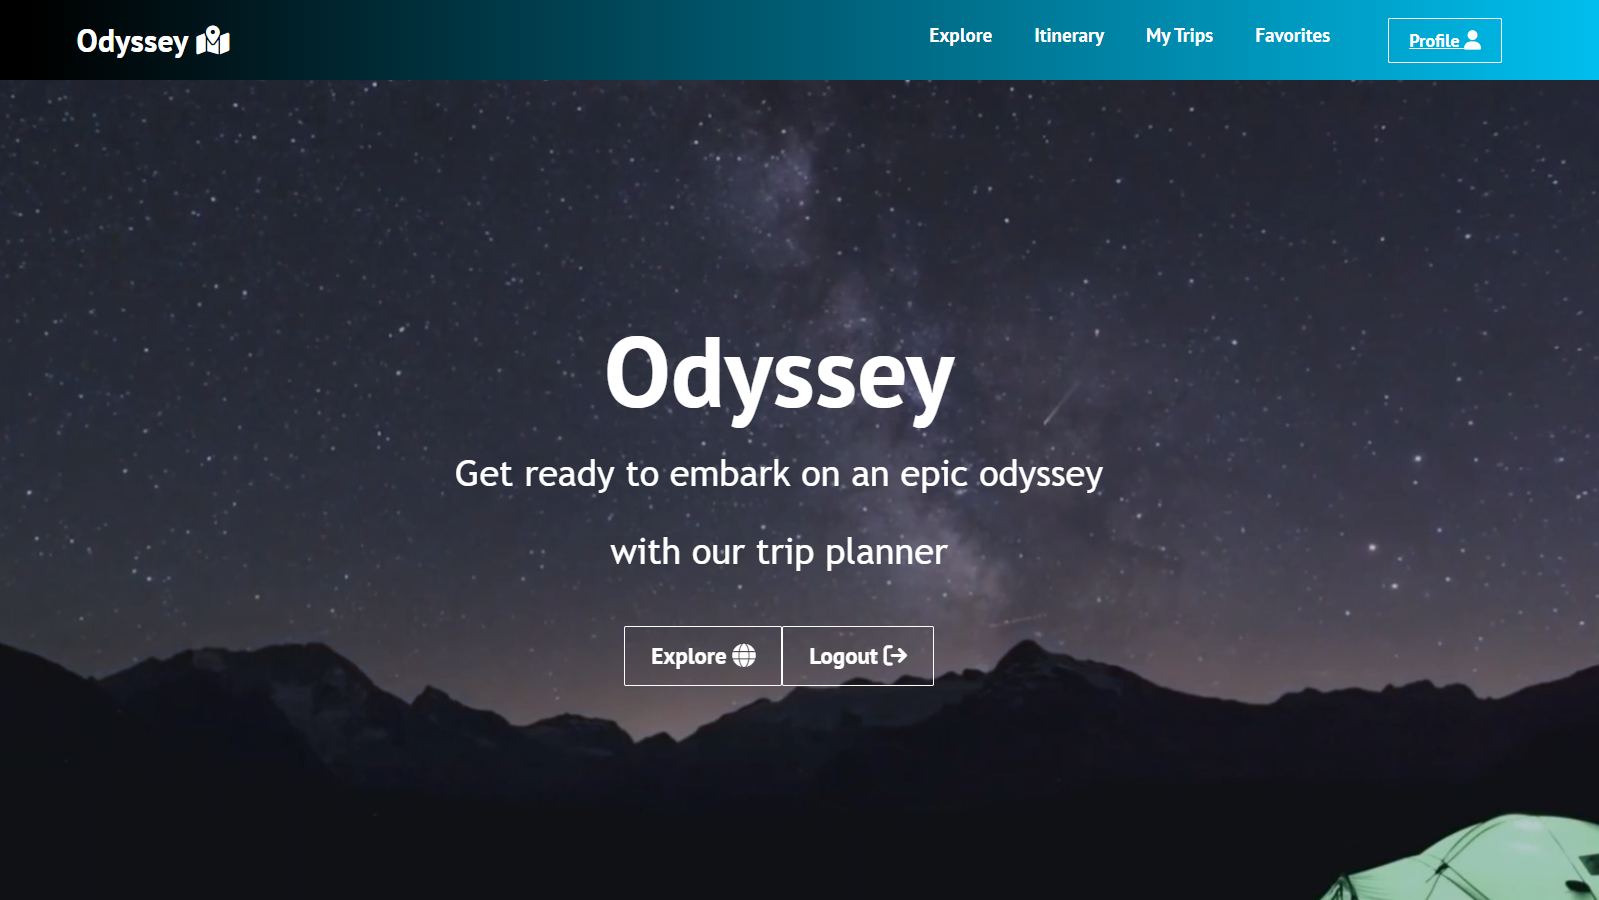 Odyssey
Explore
Itinerary
My Trips
Favorites
Profile
Odyssey
Get ready to embark on an epic odyssey
with our trip planner
Explore
Logout